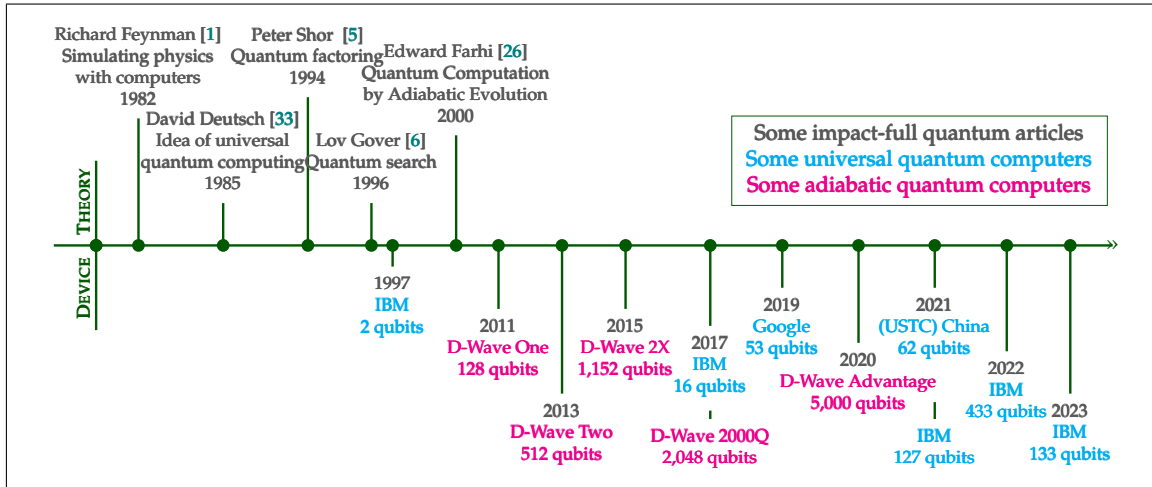 Richard Feynman [1]
Simulating physics
with computers
1982
David Deutsch [33]
Idea of universal
quantum computing
1985
Peter Shor [5]
Quantum factoring
1994
Lov Gover [6]
Quantum search
1996
Edward Farhi [26]
Quantum Computation
by Adiabatic Evolution
2000
Some impact-full quantum articles
Some universal quantum computers
Some adiabatic quantum computers
THEORY
DEVICE
1997
IBM
2 qubits
2011
D-Wave One
128 qubits
2013
D-Wave Two
512 qubits
2015
D-Wave 2X
1,152 qubits
2017
IBM
16 qubits
D-Wave 2000Q
2,048 qubits
2019
Google
53 qubits
2020
D-Wave Advantage
5,000 qubits
2021
(USTC) China
62 qubits
IBM
127 qubits
2022
IBM
433 qubits
2023
IBM
133 qubits